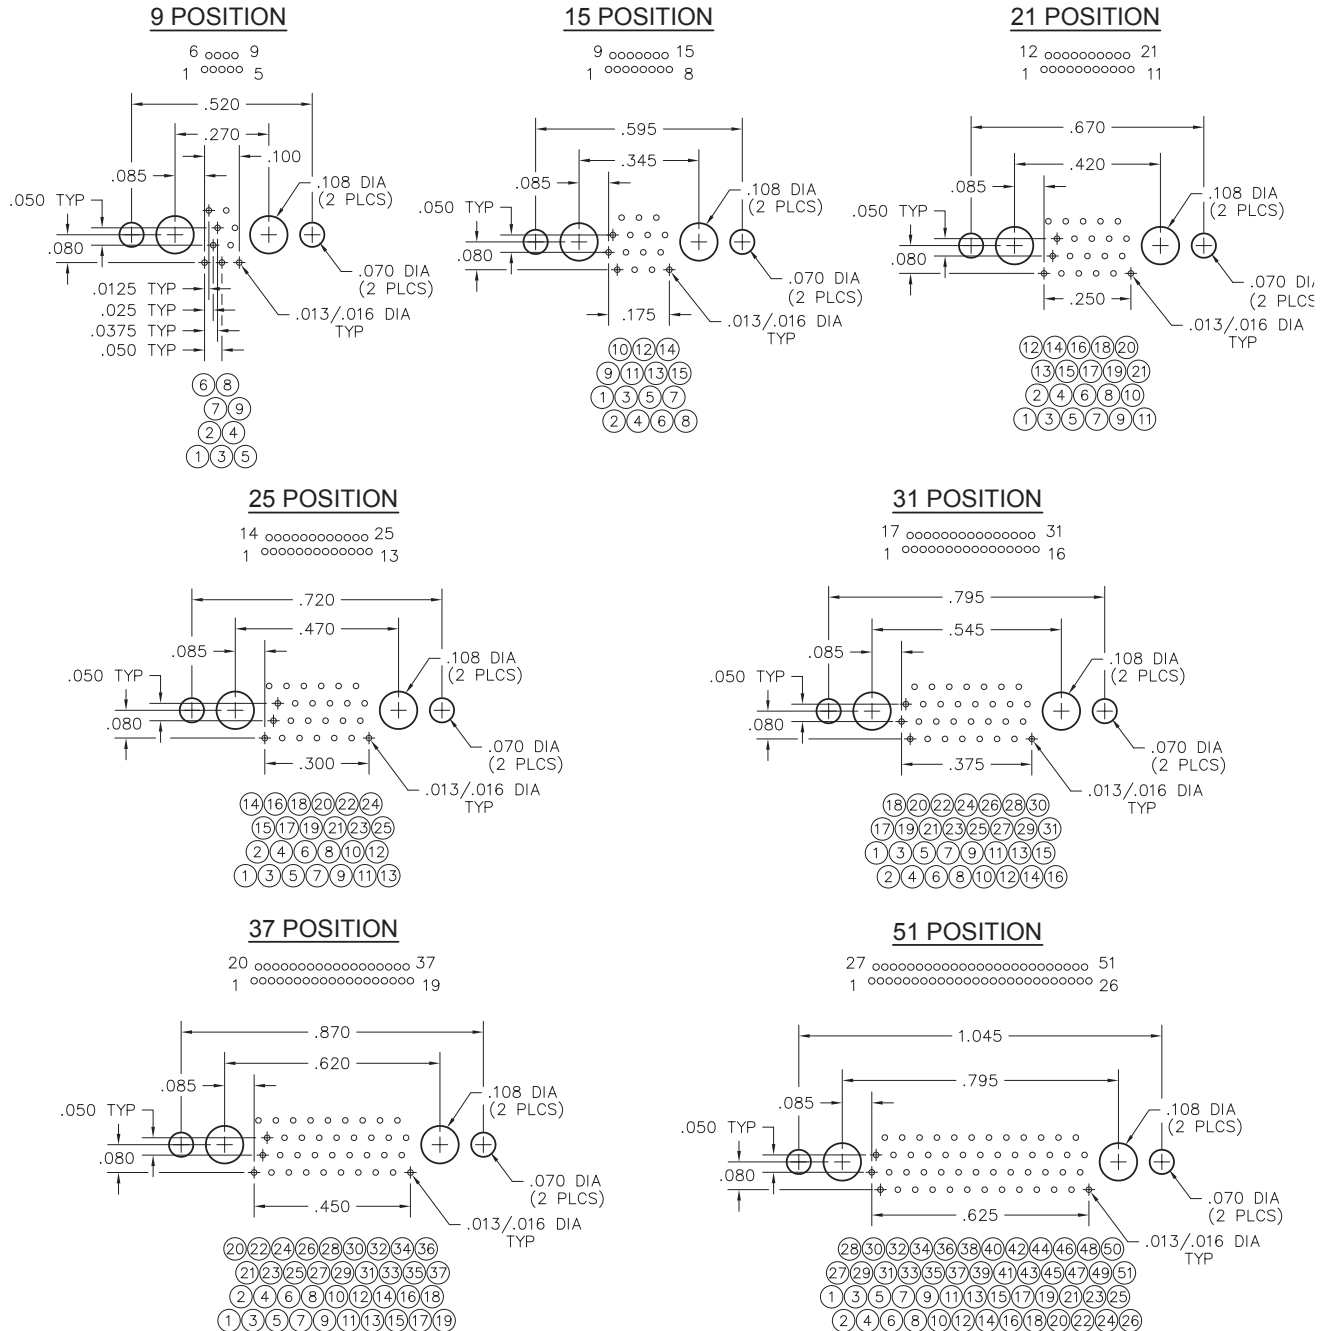 9 POSITION
6 9
1 5
.520
.270
.100
.085
.108 DIA
(2 PLCS)
.050 TYP
.080
.070 DIA
(2 PLCS)
.0125 TYP
.025 TYP
.0375 TYP
.050 TYP
.013/.016 DIA
TYP
6 8
7 9
2 4
1 3 5
15 POSITION
9 15
1 8
.595
.345
.085
.108 DIA
(2 PLCS)
.050 TYP
.080
.070 DIA
(2 PLCS)
.175
.013/.016 DIA
TYP
10 12 14
9 11 13 15
1 3 5 7
2 4 6 8
21 POSITION
12 21
1 11
.670
.420
.085
.108 DIA
(2 PLCS)
.050 TYP
.080
.070 DIA
(2 PLCS
.250
.013/.016 DIA
TYP
12 14 16 18 20
13 15 17 19 21
2 4 6 8 10
1 3 5 7 9 11
25 POSITION
14 25
1 13
.720
.470
.085
.108 DIA
(2 PLCS)
.050 TYP
.080
.070 DIA
(2 PLCS)
.300
.013/.016 DIA
TYP
14 16 18 20 22 24
15 17 19 21 23 25
2 4 6 8 10 12
1 3 5 7 9 11 13
31 POSITION
17 31
1 16
.795
.545
.085
.108 DIA
(2 PLCS)
.050 TYP
.080
.070 DIA
(2 PLCS)
.375
.013/.016 DIA
TYP
18 20 22 24 26 28 30
17 19 21 23 25 27 29 31
1 3 5 7 9 11 13 15
2 4 6 8 10 12 14 16
37 POSITION
20 37
1 19
.870
.620
.085
.108 DIA
(2 PLCS)
.050 TYP
.080
.070 DIA
(2 PLCS)
.450
.013/.016 DIA
TYP
20 22 24 26 28 30 32 34 36
21 23 25 27 29 31 33 35 37
2 4 6 8 10 12 14 16 18
1 3 5 7 9 11 13 15 17 19
51 POSITION
27 51
1 26
1.045
.795
.085
.108 DIA
(2 PLCS)
.050 TYP
.080
.070 DIA
(2 PLCS)
.625
.013/.016 DIA
TYP
28 30 32 34 36 38 40 42 44 46 48 50
27 29 31 33 35 37 39 41 43 45 47 49 51
1 3 5 7 9 11 13 15 17 19 21 23 25
2 4 6 8 10 12 14 16 18 20 22 24 26